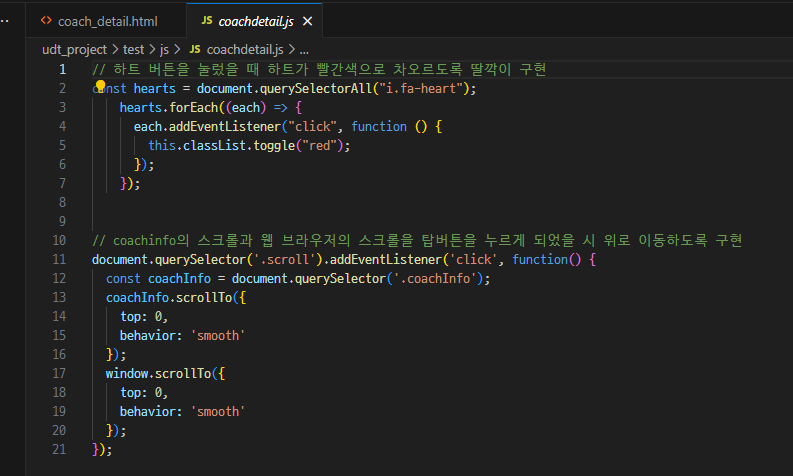 coach_detail.html
JS coachdetail.js
udt_project > test > js > JS coachdetail.js > ...
1 // 하트 버튼을 눌렀을 때 하트가 빨간색으로 차오르도록 딸깍이 구현
2 const hearts = document.querySelectorAll("i.fa-heart");
3 hearts.forEach((each) => {
4 each.addEventListener("click", function () {
5 this.classList.toggle("red");
6 });
7 });
8
9
10 // coachinfo의 스크롤과 웹 브라우저의 스크롤을 탑버튼을 누르게 되었을 시 위로 이동하도록 구현
11 document.querySelector('.scroll').addEventListener('click', function() {
12 const coachInfo = document.querySelector('.coachInfo');
13 coachInfo.scrollTo({
14 top: 0,
15 behavior: 'smooth'
16 });
17 window.scrollTo({
18 top: 0,
19 behavior: 'smooth'
20 });
21 });